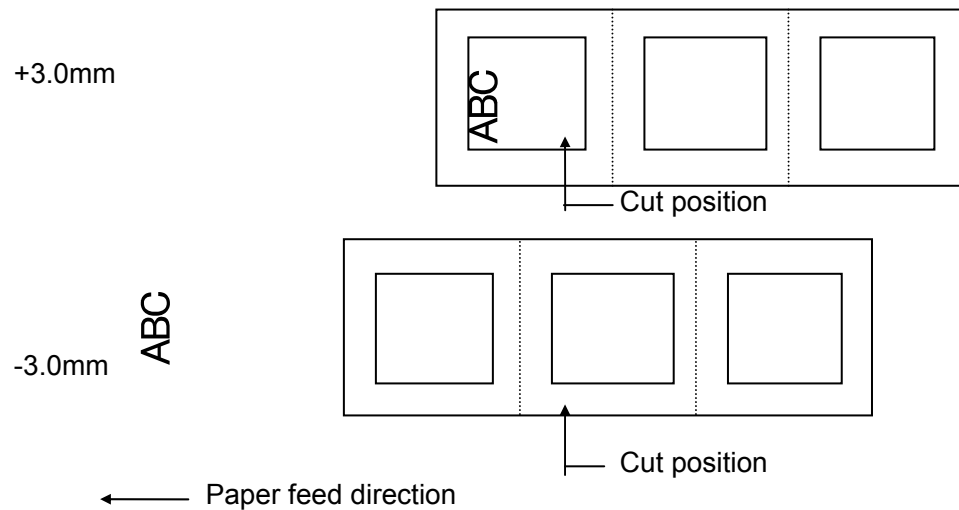 +3.0mm
ABC
Cut position
ABC
-3.0mm
Cut position
Paper feed direction